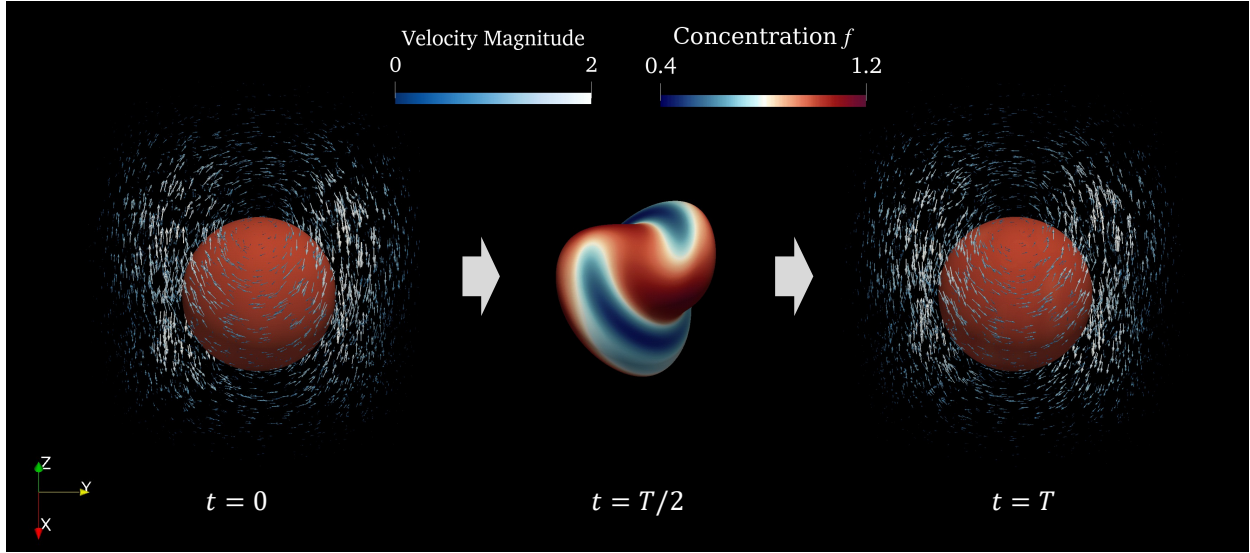 Velocity Magnitude
0 2
Concentration f
0.4 1.2
Z
Y
X
t = 0
t = T/2
t = T